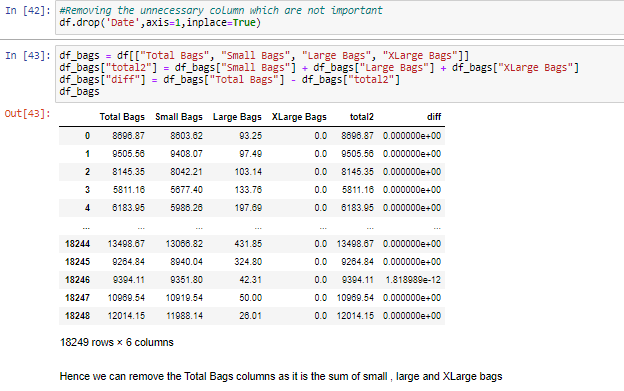 In [42]: #Removing the unnecessary column which are not important
df.drop('Date',axis=1,inplace=True)
In [43]: df_bags = df[["Total Bags", "Small Bags", "Large Bags", "XLarge Bags"]]
df_bags["total2"] = df_bags["Small Bags"] + df_bags["Large Bags"] + df_bags["XLarge Bags"]
df_bags["diff"] = df_bags["Total Bags"] - df_bags["total2"]
df_bags
Out[43]:
Total Bags Small Bags Large Bags XLarge Bags total2 diff
0 8696.87 8603.62 93.25 0.0 8696.87 0.000000e+00
1 9505.56 9408.07 97.49 0.0 9505.56 0.000000e+00
2 8145.35 8042.21 103.14 0.0 8145.35 0.000000e+00
3 5811.16 5677.40 133.76 0.0 5811.16 0.000000e+00
4 6183.95 5986.26 197.69 0.0 6183.95 0.000000e+00
... ... ... ... ... ... ...
18244 13498.67 13066.82 431.85 0.0 13498.67 0.000000e+00
18245 9264.84 8940.04 324.80 0.0 9264.84 0.000000e+00
18246 9394.11 9351.80 42.31 0.0 9394.11 1.818989e-12
18247 10969.54 10919.54 50.00 0.0 10969.54 0.000000e+00
18248 12014.15 11988.14 26.01 0.0 12014.15 0.000000e+00
18249 rows × 6 columns
Hence we can remove the Total Bags columns as it is the sum of small , large and XLarge bags